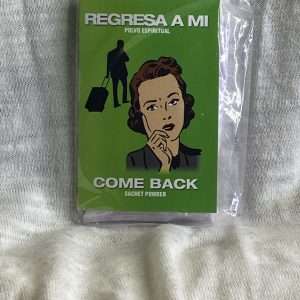 REGRESA A MI
POLVO ESPIRITUAL
COME BACK
SACHET POWDER